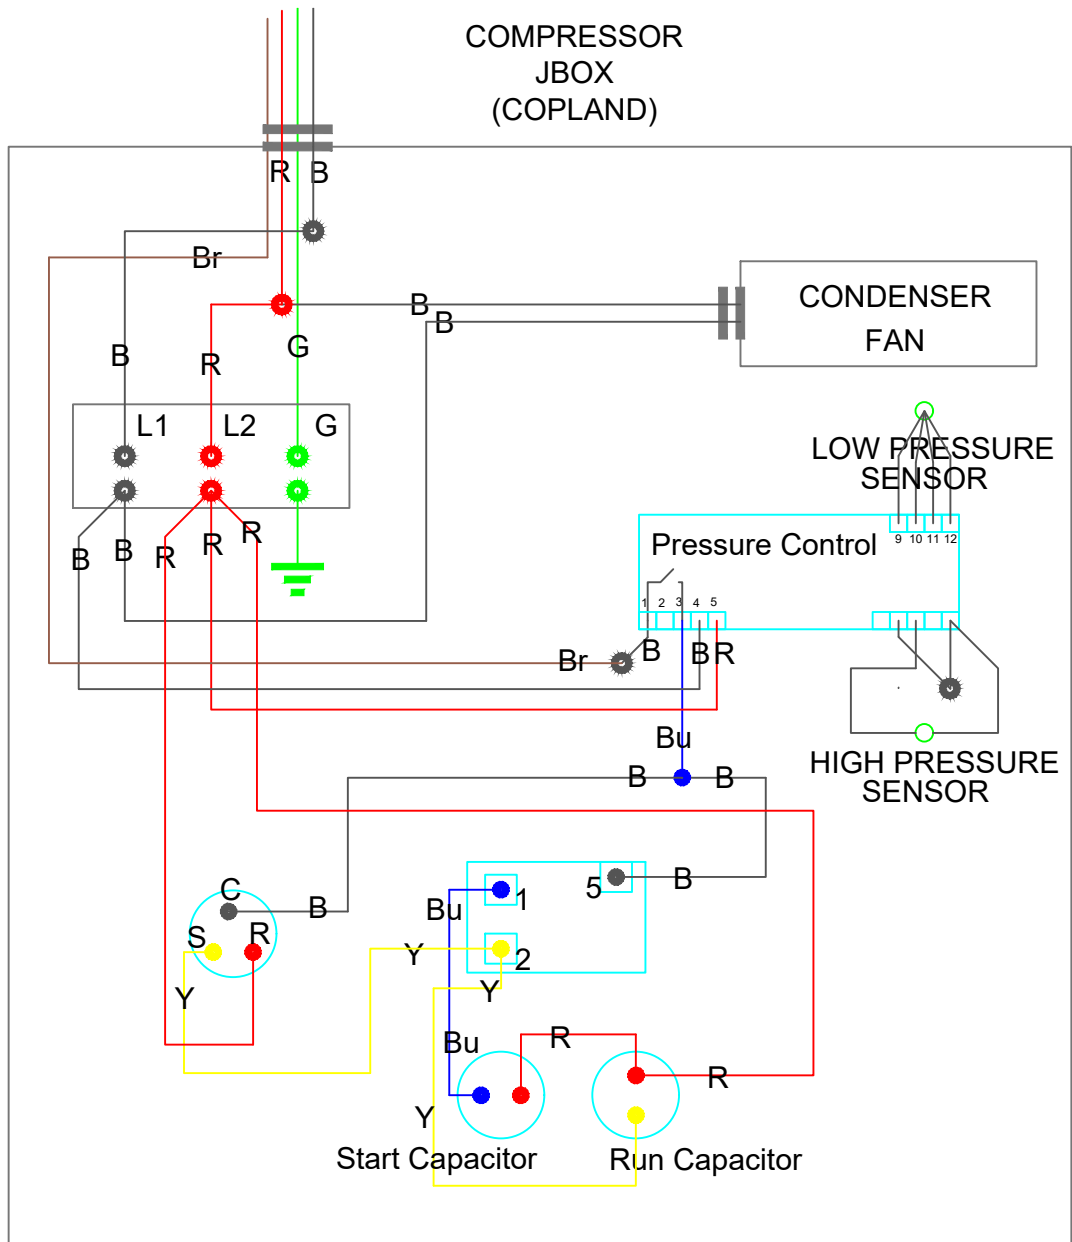 COMPRESSOR
JBOX
(COPLAND)
R B
Br
B
B
CONDENSER
FAN
B R G
L1 L2 G
LOW PRESSURE
SENSOR
B B R R R
Pressure Control
9 10 11 12
1 2 3 4 5
Br B B R
Bu
B B
HIGH PRESSURE
SENSOR
C
B
S R
Y
Bu 1
5 B
Y 2
Y
Bu R
R
Y
Start Capacitor Run Capacitor